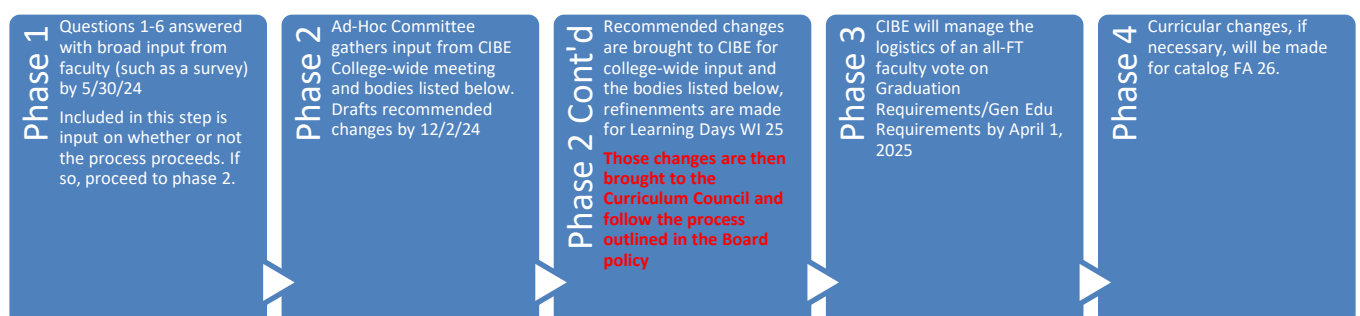 Phase 1
Questions 1-6 answered
with broad input from
faculty (such as a survey)
by 5/30/24
Included in this step is
input on whether or not
the process proceeds. If
so, proceed to phase 2.
Phase 2
Ad-Hoc Committee
gathers input from CIBE
College-wide meeting
and bodies listed below.
Drafts recommended
changes by 12/2/24
Phase 2 Cont'd
Recommended changes
are brought to CIBE for
college-wide input and
the bodies listed below,
refinenments are made
for Learning Days WI 25
Those changes are then
brought to the
Curriculum Council and
follow the process
outlined in the Board
policy
Phase 3
CIBE will manage the
logistics of an all-FT
faculty vote on
Graduation
Requirements/Gen Edu
Requirements by April 1,
2025
Phase 4
Curricular changes, if
necessary, will be made
for catalog FA 26.